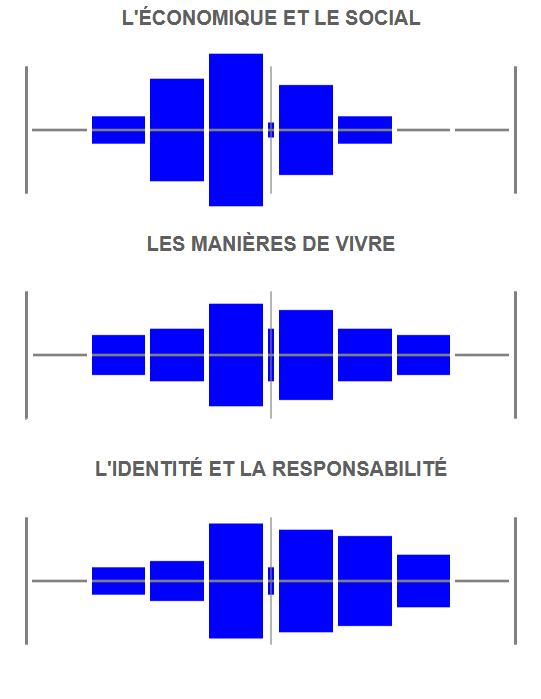 L'ÉCONOMIQUE ET LE SOCIAL
LES MANIÈRES DE VIVRE
L'IDENTITÉ ET LA RESPONSABILITÉ